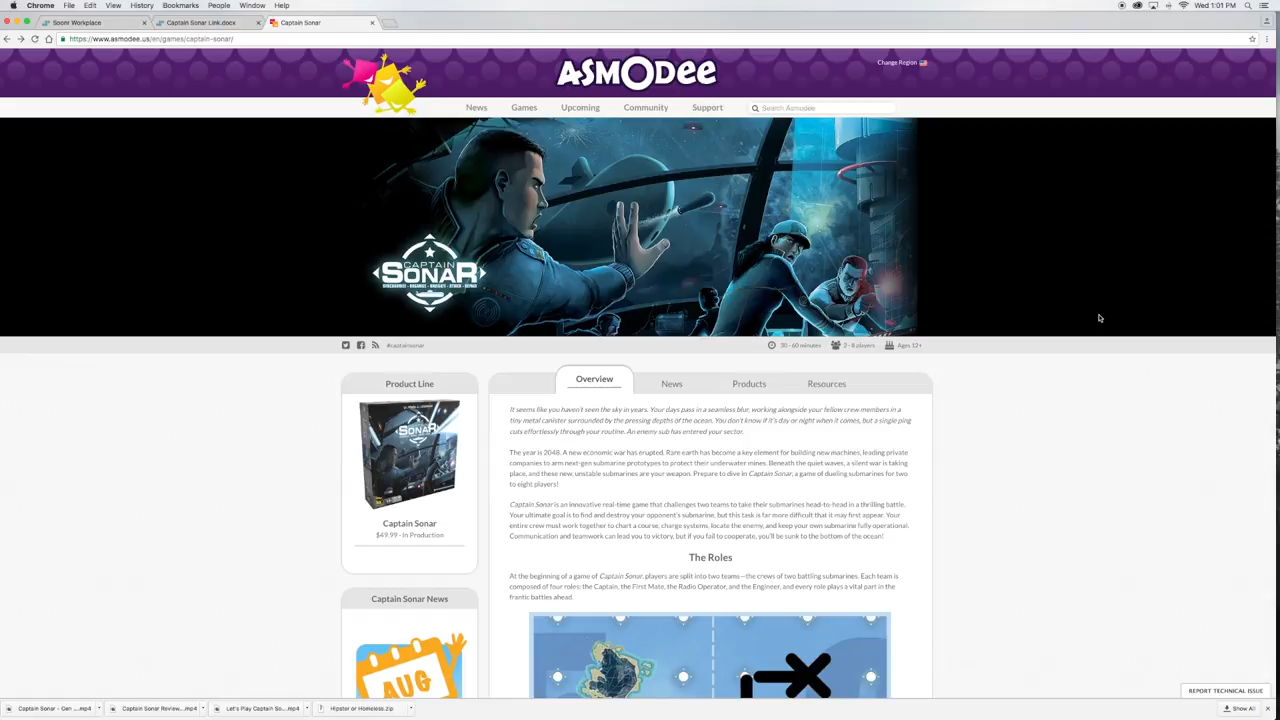 Chrome File Edit View History Bookmarks People Window Help
Wed 1:01 PM
Soomi Workplace
Captain Sonar Link.docx
Captain Sonar
https://www.asmodee.us/en/games/captain-sonar/
ASMODEE
Change Region
News Games Upcoming Community Support
Search Asmodee
CAPTAIN
SONAR
#captainsonar
30 - 60 minutes
2 - 8 players
Ages 12+
Product Line
SONAR
Captain Sonar
$49.99 - In Production
Captain Sonar News
AUG
Overview News Products Resources
It seems like you haven't seen the sky in years. Your days pass in a seamless blur, working alongside your fellow crew members in a
tiny metal canister surrounded by the pressing depths of the ocean. You don't know if it's day or night when it comes, but a single ping
cuts effortlessly through your routine. An enemy sub has entered your sector.
The year is 2048. A new economic war has erupted. Rare earth has become a key element for building new machines, leading private
companies to arm next-gen submarine prototypes to protect their underwater mines. Beneath the quiet waves, a silent war is taking
place, and these new, unstable submarines are your weapon. Prepare to dive in Captain Sonar, a game of dueling submarines for two
to eight players!
Captain Sonar is an innovative real-time game that challenges two teams to take their submarines head-to-head in a thrilling battle.
Your ultimate goal is to find and destroy your opponent's submarine, but this task is far more difficult that it may first appear. Your
entire crew must work together to chart a course, charge systems, locate the enemy, and keep your own submarine fully operational.
Communication and teamwork can lead you to victory, but if you fail to cooperate, you'll be sunk to the bottom of the ocean!
The Roles
At the beginning of a game of Captain Sonar, players are split into two teams—the crews of two battling submarines. Each team is
composed of four roles: the Captain, the First Mate, the Radio Operator, and the Engineer, and every role plays a vital part in the
frantic battles ahead.
REPORT TECHNICAL ISSUE
Captain Sonar - Gen ....mp4
Captain Sonar Review....mp4
Let's Play Captain So....mp4
Hipster or Homeless.zip
Show All